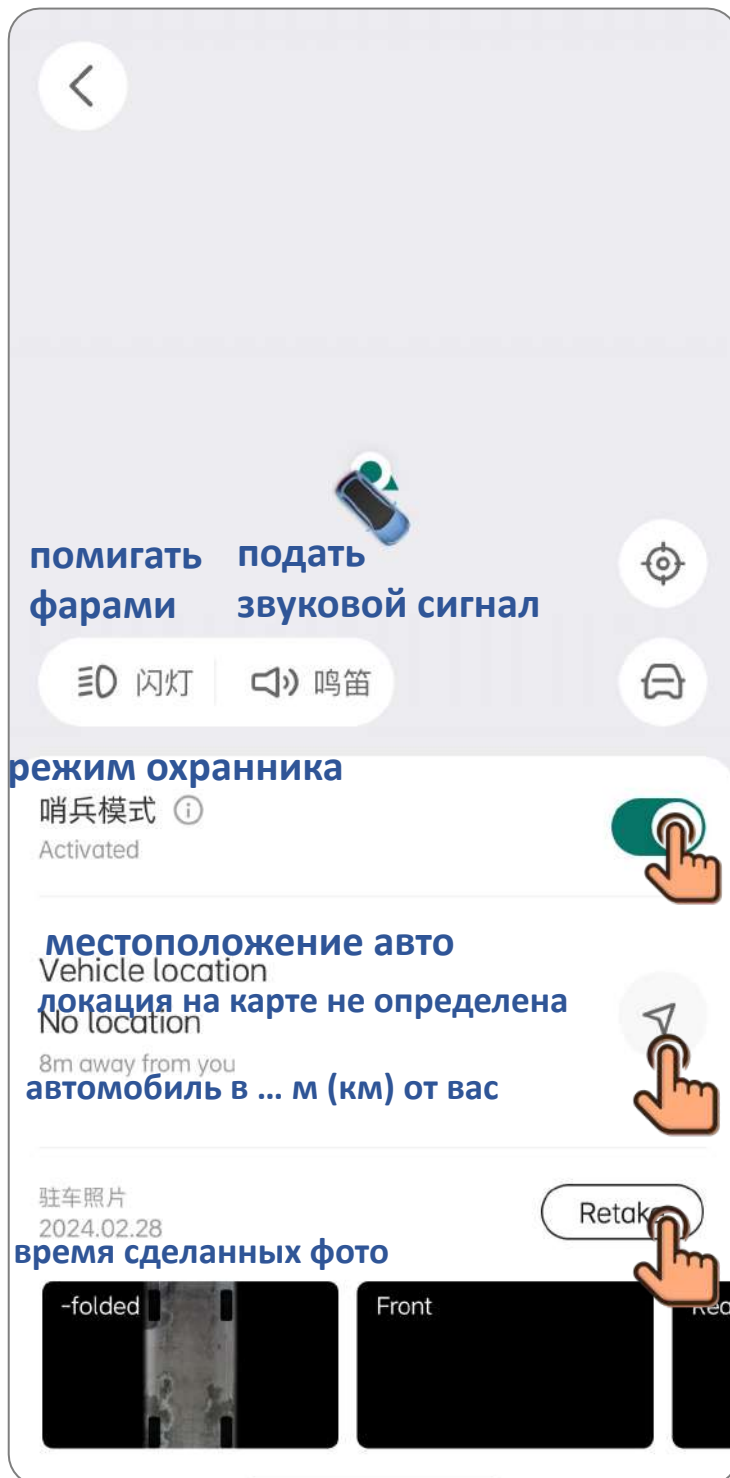 помигать подать
фарами звуковой сигнал
闪灯 鸣笛
режим охранника
哨兵模式
Activated
местоположение авто
Vehicle location
локация на карте не определена
No location
8m away from you
автомобиль в ... м (км) от вас
驻车照片
2024.02.28
Retake
время сделанных фото
-folded Front